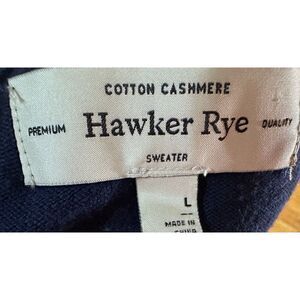 COTTON CASHMERE
PREMIUM Hawker Rye QUALITY
SWEATER
L
MADE IN
CHINA